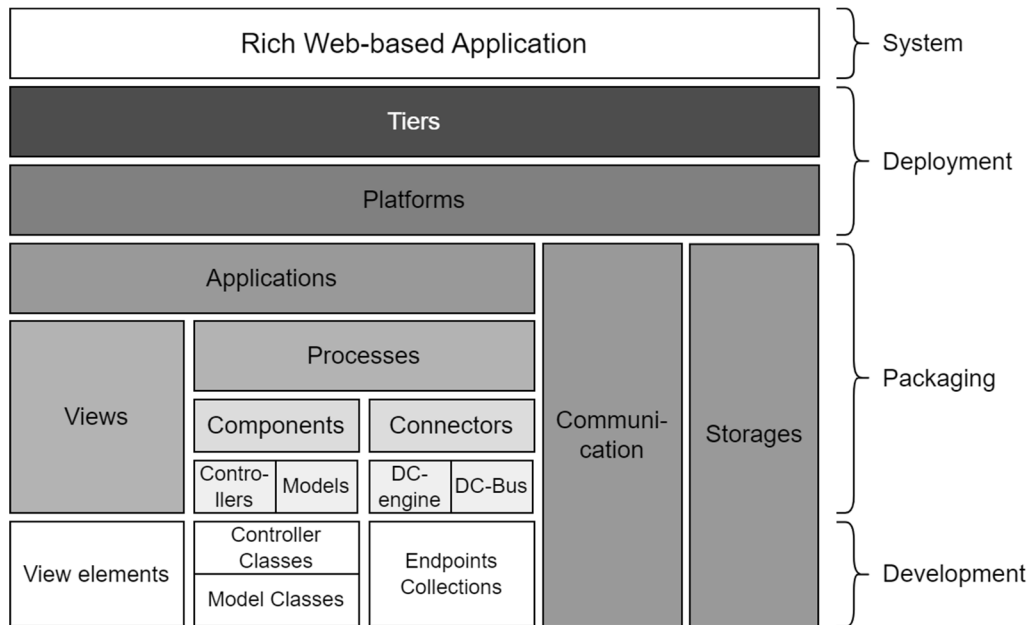 Rich Web-based Application
System
Tiers
Deployment
Platforms
Applications
Processes
Views
Components
Connectors
Communi-
cation
Storages
Packaging
Contro-
llers
Models
DC-
engine
DC-Bus
View elements
Controller
Classes
Model Classes
Endpoints
Collections
Development